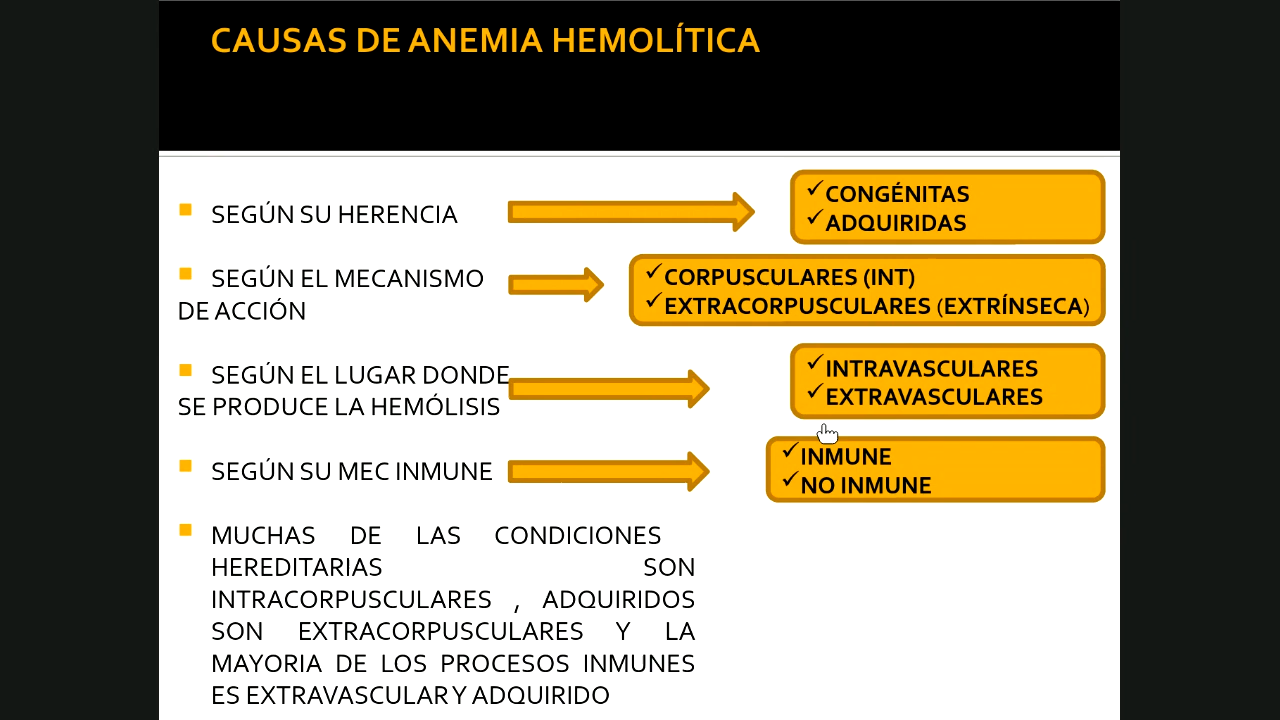 CAUSAS DE ANEMIA HEMOLÍTICA
SEGÚN SU HERENCIA
CONGÉNITAS
ADQUIRIDAS
SEGÚN EL MECANISMO
DE ACCIÓN
CORPUSCULARES (INT)
EXTRACORPUSCULARES (EXTRÍNSECA)
SEGÚN EL LUGAR DONDE
SE PRODUCE LA HEMÓLISIS
INTRAVASCULARES
EXTRAVASCULARES
SEGÚN SU MEC INMUNE
INMUNE
NO INMUNE
MUCHAS DE LAS CONDICIONES
HEREDITARIAS SON
INTRACORPUSCULARES , ADQUIRIDOS
SON EXTRACORPUSCULARES Y LA
MAYORIA DE LOS PROCESOS INMUNES
ES EXTRAVASCULAR Y ADQUIRIDO